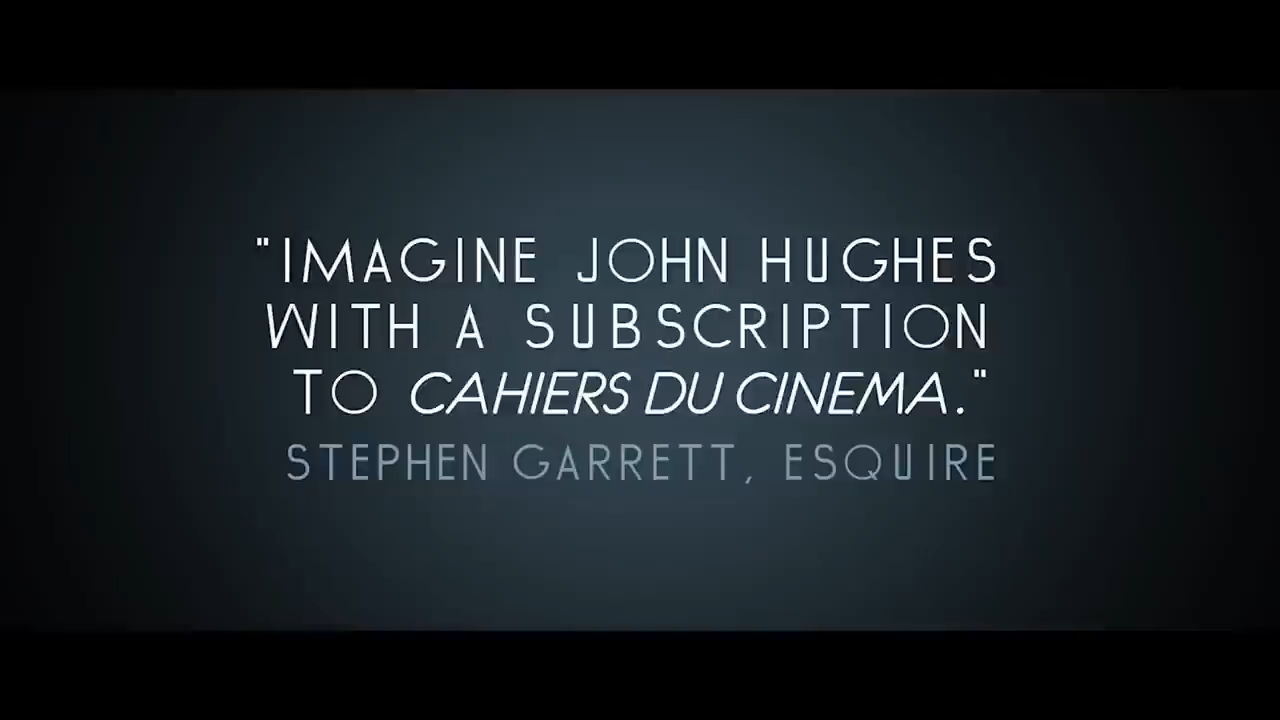 "IMAGINE JOHN HUGHES
WITH A SUBSCRIPTION
TO CAHIERS DU CINEMA."
STEPHEN GARRETT, ESQUIRE